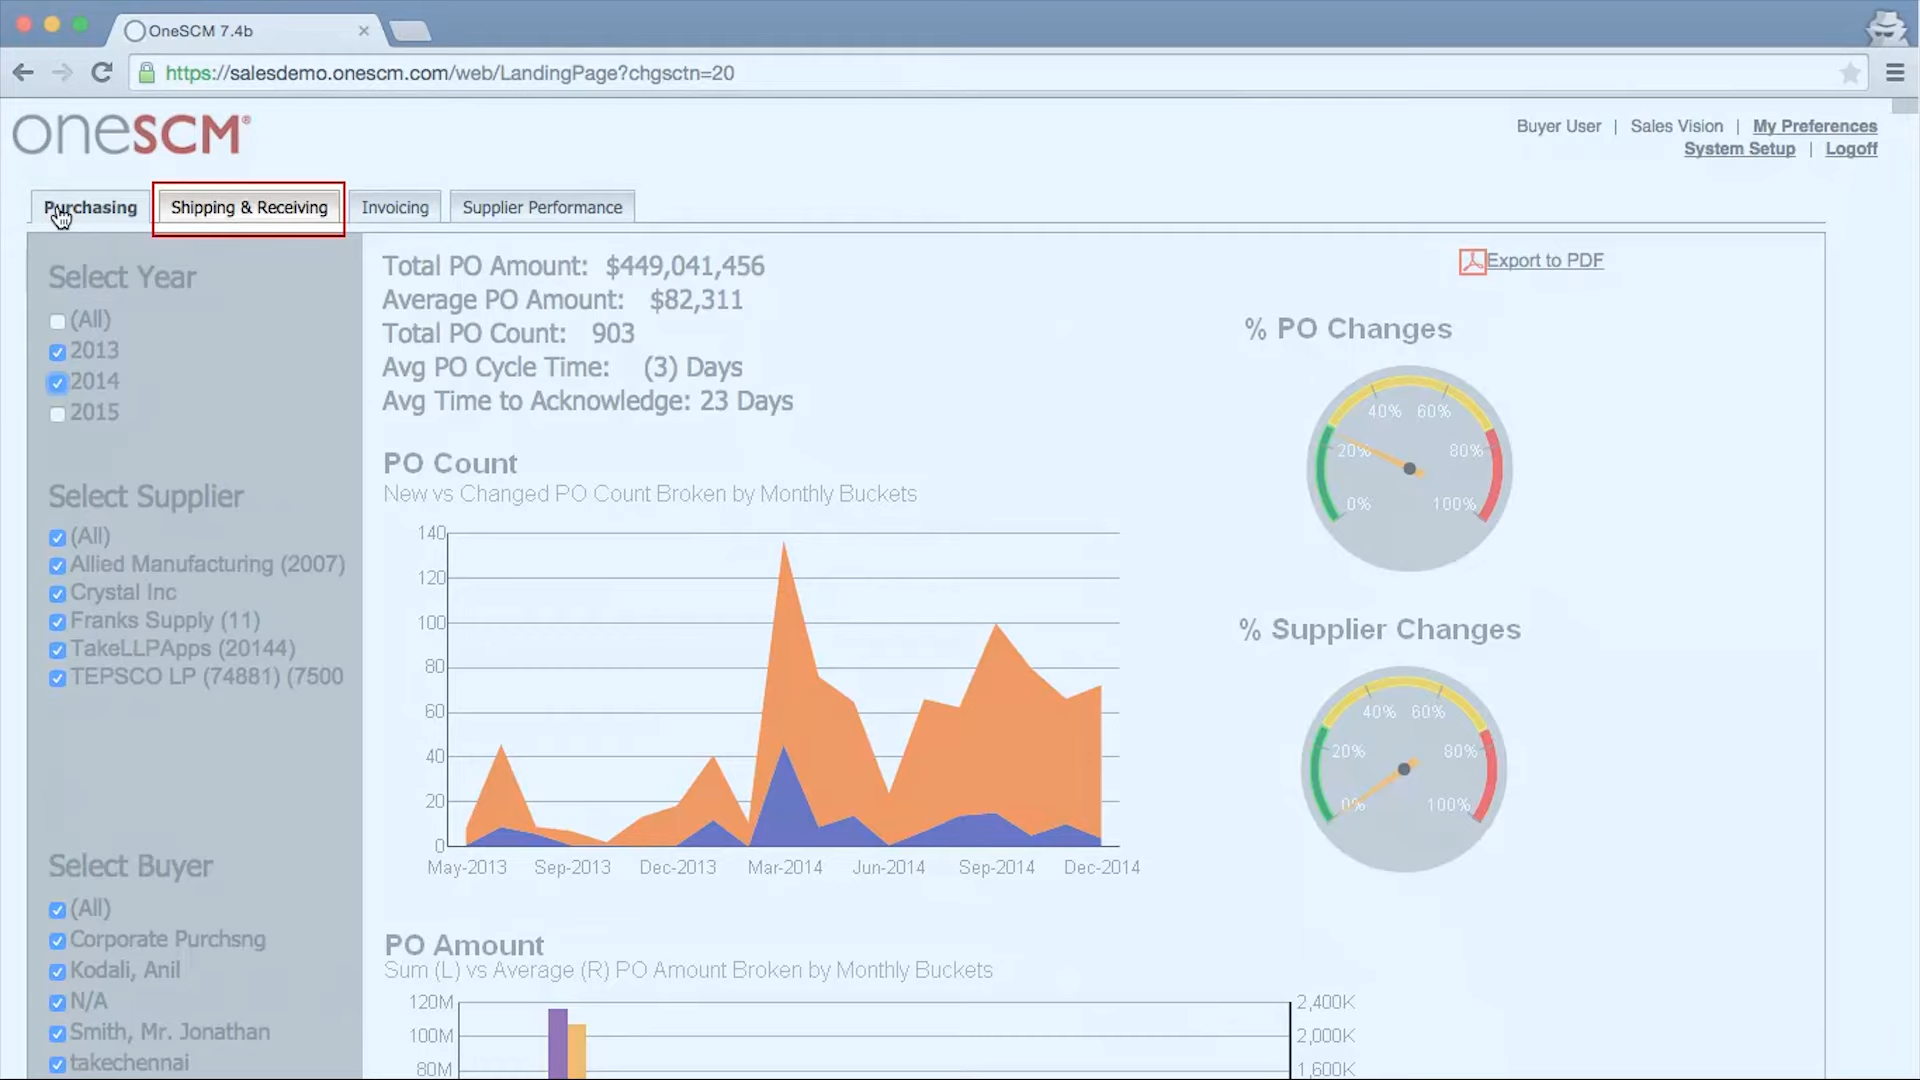 OneSCM 7.4b
https://salesdemo.onescm.com/web/LandingPage?chgsctn=20
oneSCM®
Buyer User | Sales Vision | My Preferences
System Setup | Logoff
Purchasing
Shipping & Receiving
Invoicing
Supplier Performance
Select Year
(All)
2013
2014
2015
Select Supplier
(All)
Allied Manufacturing (2007)
Crystal Inc
Franks Supply (11)
TakeLLPApps (20144)
TEPSCO LP (74881) (7500
Select Buyer
(All)
Corporate Purchsng
Kodali, Anil
N/A
Smith, Mr. Jonathan
takechennai
Total PO Amount: $449,041,456
Average PO Amount: $82,311
Total PO Count: 903
Avg PO Cycle Time: (3) Days
Avg Time to Acknowledge: 23 Days
Export to PDF
PO Count
New vs Changed PO Count Broken by Monthly Buckets
140
120
100
80
60
40
20
0
May-2013 Sep-2013 Dec-2013 Mar-2014 Jun-2014 Sep-2014 Dec-2014
% PO Changes
40% 60%
20% 80%
0% 100%
% Supplier Changes
40% 60%
20% 80%
0% 100%
PO Amount
Sum (L) vs Average (R) PO Amount Broken by Monthly Buckets
120M 2,400K
100M 2,000K
80M 1,600K